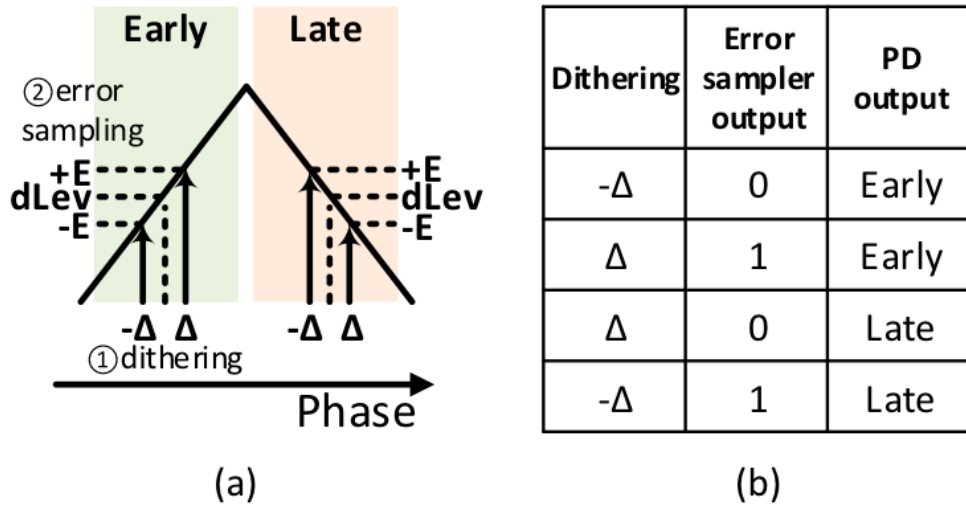 Early Late
②error
sampling
+E +E
dLev dLev
-E -E
-Δ Δ -Δ Δ
①dithering
Phase
(a)
Dithering Error sampler output PD output
-Δ 0 Early
Δ 1 Early
Δ 0 Late
-Δ 1 Late
(b)